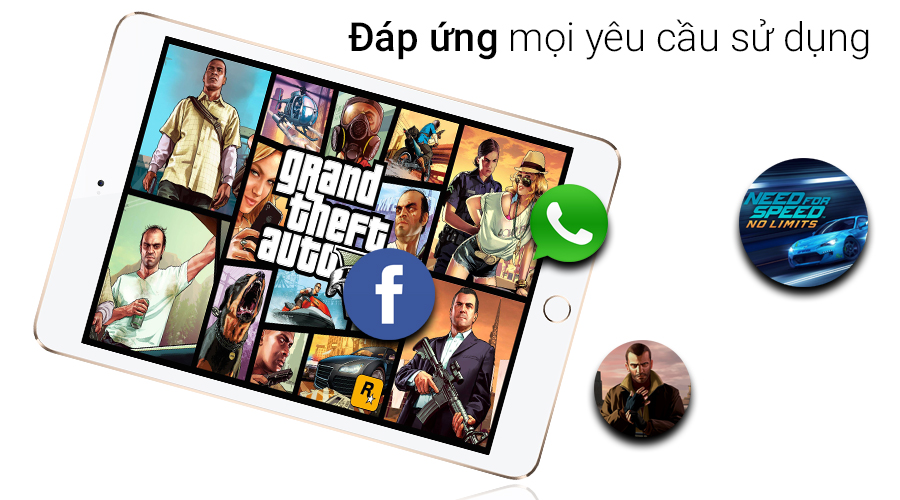 Đáp ứng mọi yêu cầu sử dụng
grand
theft
auto
V
f
R
NEED FOR
SPEED
NO LIMITS